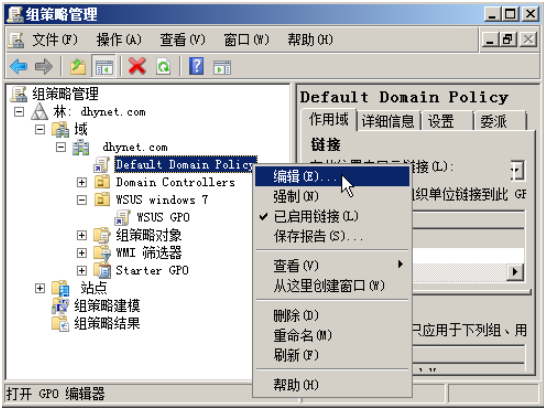 组策略管理
文件(F) 操作(A) 查看(V) 窗口(W) 帮助(H)
组策略管理
林: dhynet.com
域
dhynet.com
Default Domain Policy
Domain Controllers
WSUS windows 7
WSUS GPO
组策略对象
WMI 筛选器
Starter GPO
站点
组策略建模
组策略结果
Default Domain Policy
作用域 详细信息 设置 委派
链接
接(L):
织单位链接到此 GP
只应用于下列组、用
编辑(E)...
强制(N)
已启用链接(L)
保存报告(S)...
查看(V)
从这里创建窗口(W)
删除(D)
重命名(M)
刷新(F)
帮助(H)
打开 GPO 编辑器